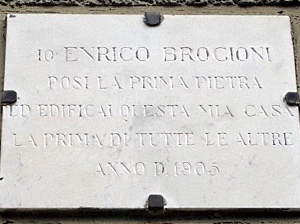 IO ENRICO BROGIONI
POSI LA PRIMA PIETRA
ED EDIFICAI QUESTA MIA CASA
LA PRIMA DI TUTTE LE ALTRE
ANNO D. 1905